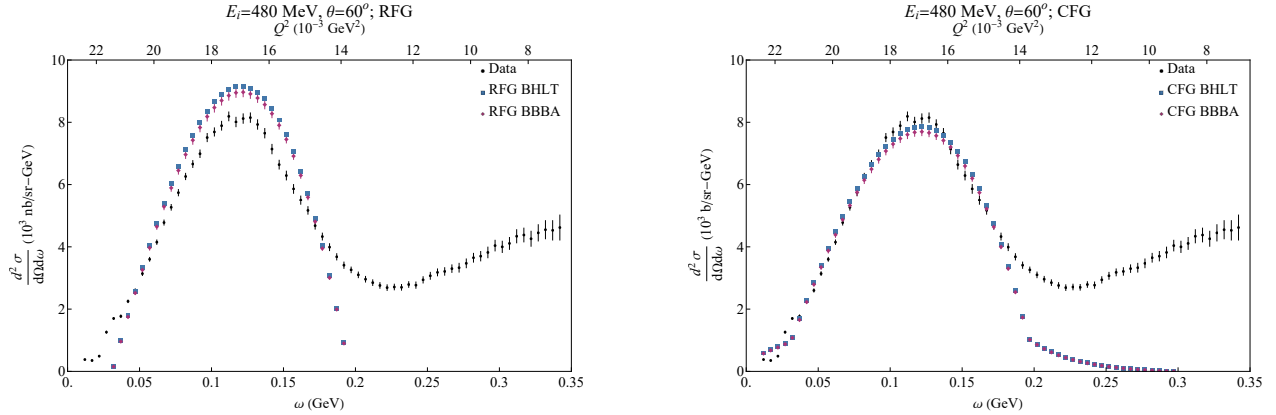 E_i=480 MeV, θ=60°; RFG
Q² (10⁻³ GeV²)
22 20 18 16 14 12 10 8
Data
RFG BHLT
RFG BBBA
10
8
6
4
2
0
d²σ/dΩdω (10³ nb/sr−GeV)
0. 0.05 0.1 0.15 0.2 0.25 0.3 0.35
ω (GeV)
E_i=480 MeV, θ=60°; CFG
Q² (10⁻³ GeV²)
22 20 18 16 14 12 10 8
Data
CFG BHLT
CFG BBBA
10
8
6
4
2
0
d²σ/dΩdω (10³ b/sr−GeV)
0. 0.05 0.1 0.15 0.2 0.25 0.3 0.35
ω (GeV)